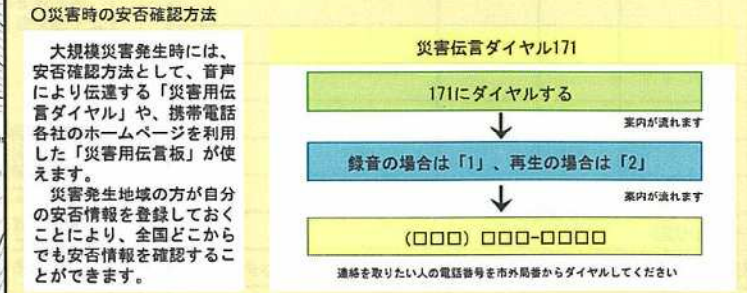 〇災害時の安否確認方法
大規模災害発生時には、
安否確認方法として、音声
により伝達する「災害用伝
言ダイヤル」や、携帯電話
各社のホームページを利用
した「災害用伝言板」が使
えます。
災害発生地域の方が自分
の安否情報を登録しておく
ことにより、全国どこから
でも安否情報を確認するこ
とができます。
災害伝言ダイヤル171
171にダイヤルする
↓
案内が流れます
録音の場合は「1」、再生の場合は「2」
↓
案内が流れます
(□□□) □□□-□□□□
連絡を取りたい人の電話番号を市外局番からダイヤルしてください